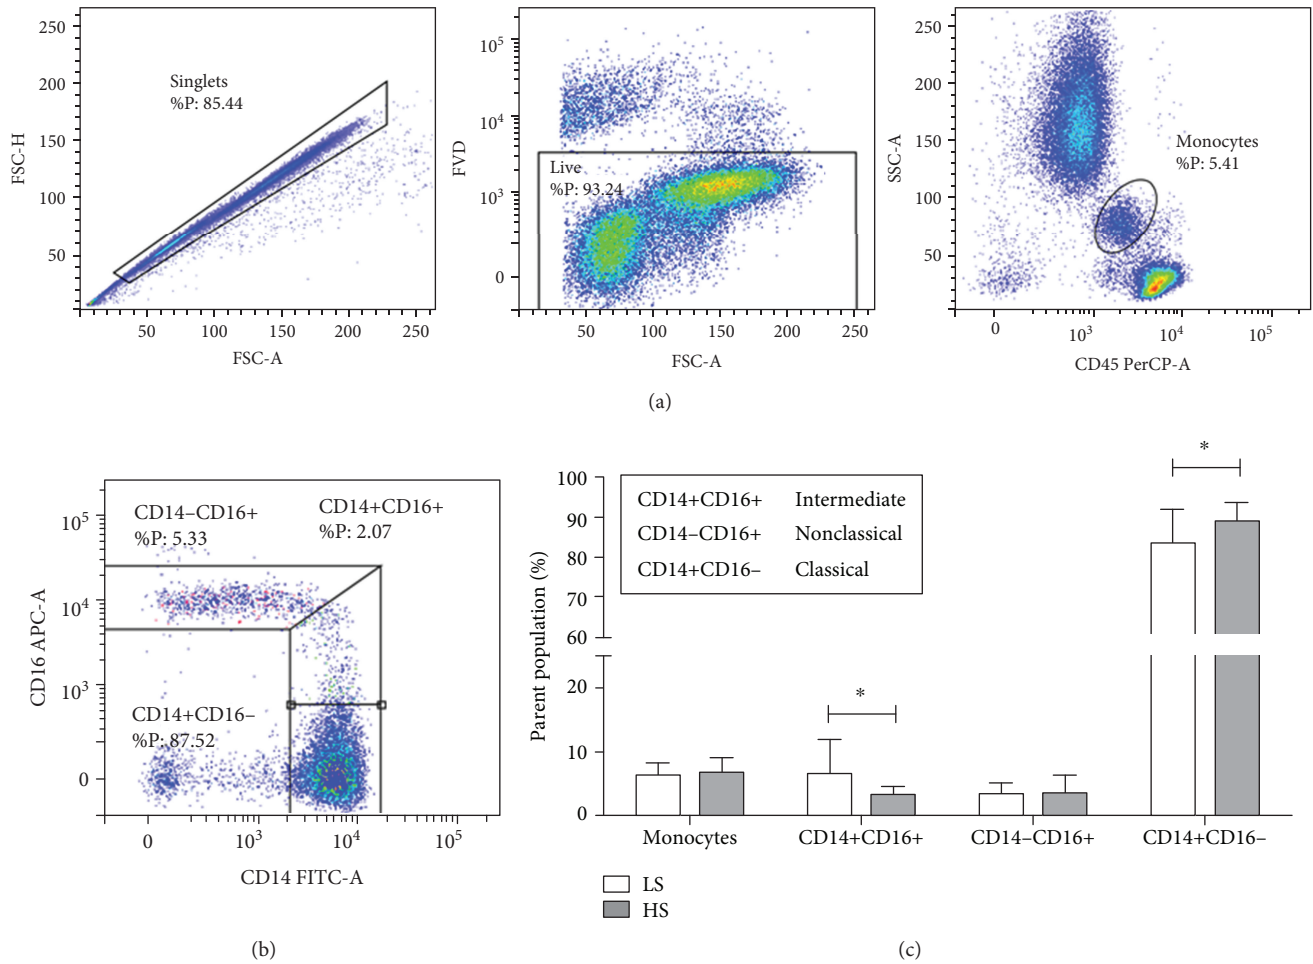 250
200
150
100
50
FSC-H
Singlets
%P: 85.44
50
100
150
200
250
FSC-A
10^5
10^4
10^3
0
FVD
Live
%P: 93.24
50
100
150
200
250
FSC-A
250
200
150
100
50
SSC-A
Monocytes
%P: 5.41
0
10^3
10^4
10^5
CD45 PerCP-A
(a)
10^5
10^4
10^3
0
CD16 APC-A
CD14–CD16+
%P: 5.33
CD14+CD16+
%P: 2.07
CD14+CD16–
%P: 87.52
0
10^3
10^4
10^5
CD14 FITC-A
(b)
100
90
80
70
60
20
10
0
Parent population (%)
CD14+CD16+ Intermediate
CD14–CD16+ Nonclassical
CD14+CD16– Classical
*
*
Monocytes
CD14+CD16+
CD14–CD16+
CD14+CD16–
LS
HS
(c)